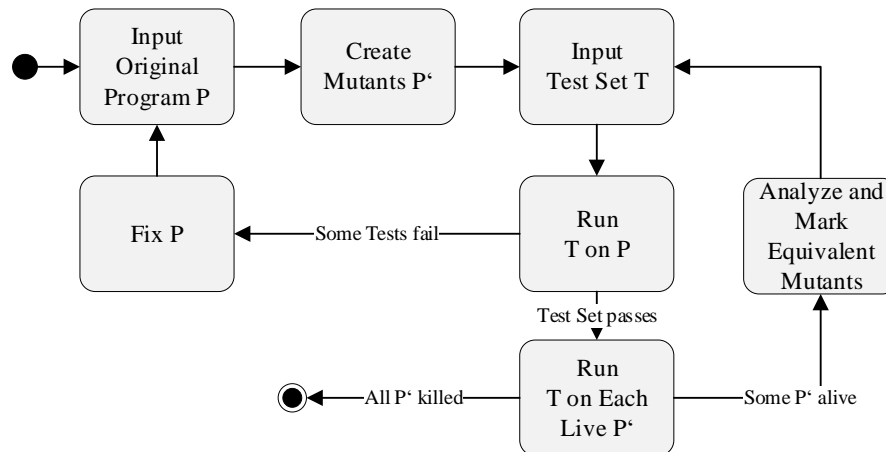 Input
Original
Program P
Create
Mutants P‘
Input
Test Set T
Fix P
Some Tests fail
Run
T on P
Analyze and
Mark
Equivalent
Mutants
Test Set passes
All P‘ killed
Run
T on Each
Live P‘
Some P‘ alive